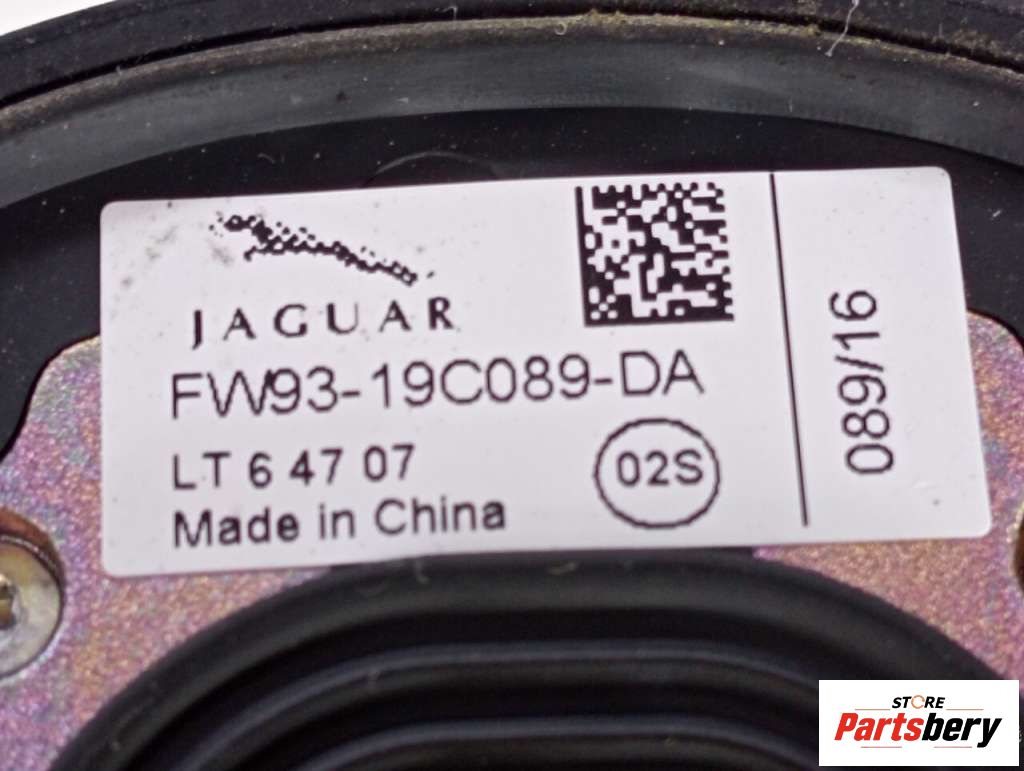 JAGUAR
FW93-19C089-DA
LT 6 47 07
02S
Made in China
089/16
STORE
Partsbery